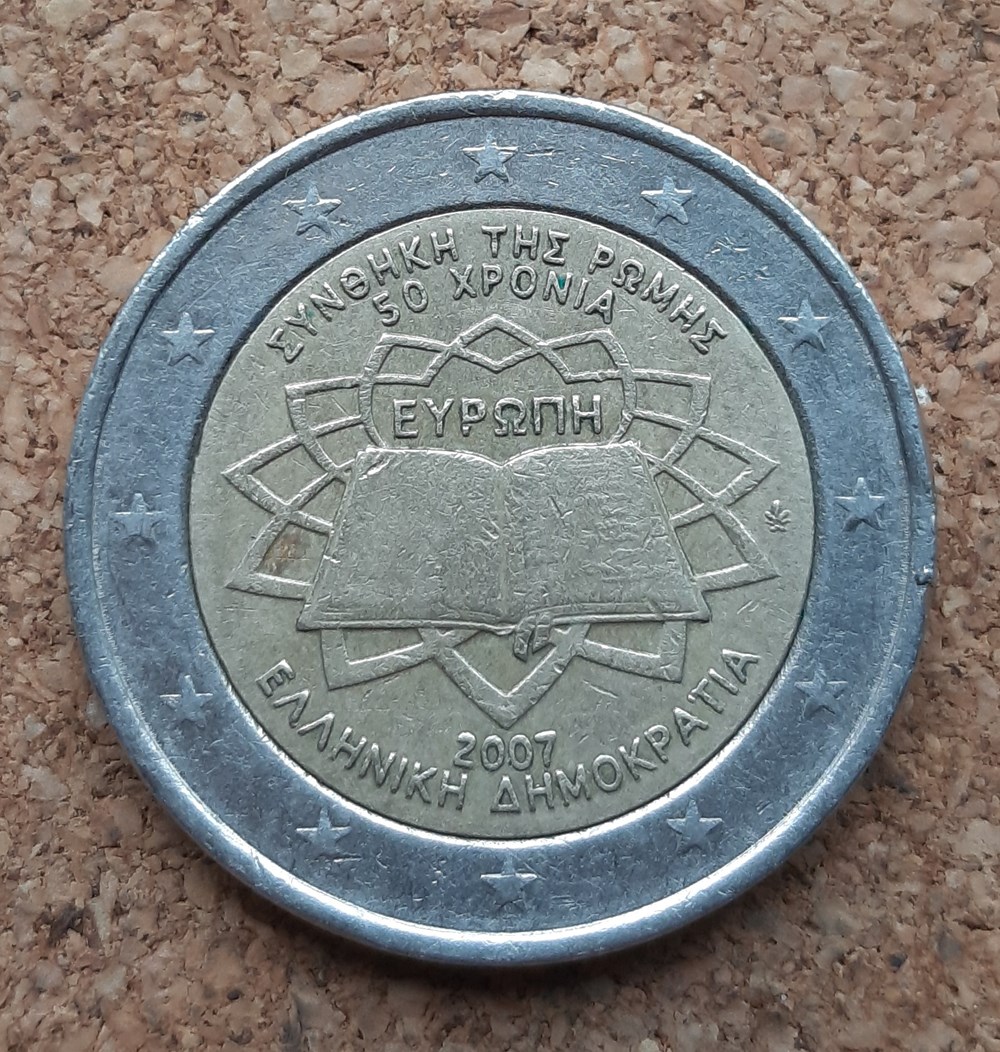 ΣΥΝΘΗΚΗ ΤΗΣ ΡΩΜΗΣ
50 ΧΡΟΝΙΑ
ΕΥΡΩΠΗ
2007
ΕΛΛΗΝΙΚΗ ΔΗΜΟΚΡΑΤΙΑ